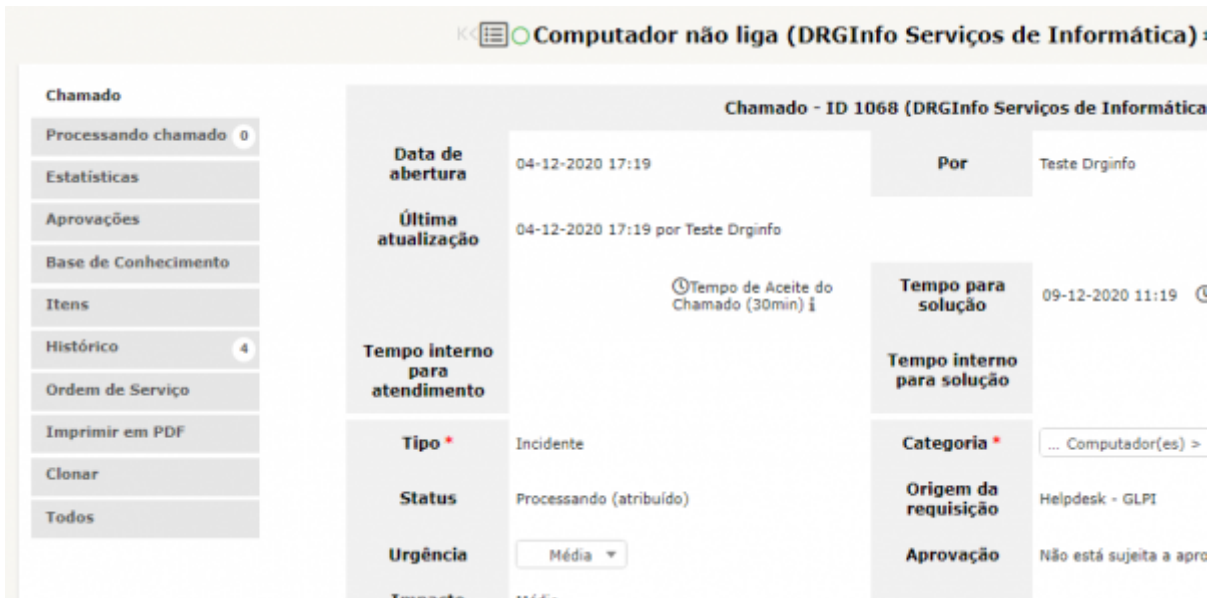 Computador não liga (DRGInfo Serviços de Informática)
Chamado
Processando chamado 0
Estatísticas
Aprovações
Base de Conhecimento
Itens
Histórico 4
Ordem de Serviço
Imprimir em PDF
Clonar
Todos
Chamado - ID 1068 (DRGInfo Serviços de Informática
Data de
abertura
04-12-2020 17:19
Por
Teste Drginfo
Última
atualização
04-12-2020 17:19 por Teste Drginfo
Tempo de Aceite do
Chamado (30min) i
Tempo para
solução
09-12-2020 11:19
Tempo interno
para
atendimento
Tempo interno
para solução
Tipo *
Incidente
Categoria *
... Computador(es) >
Status
Processando (atribuído)
Origem da
requisição
Helpdesk - GLPI
Urgência
Média
Aprovação
Não está sujeita a apro